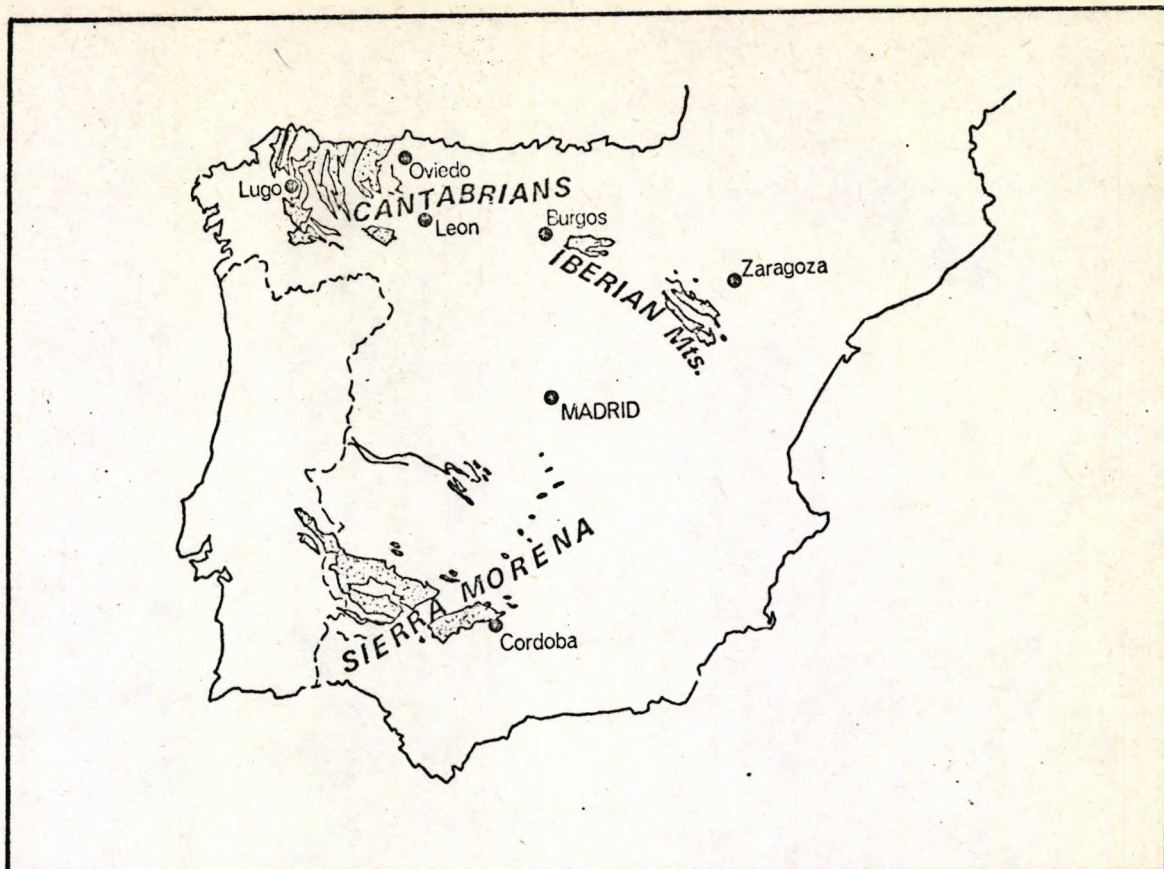 Oviedo
Lugo
CANTABRIANS
Leon
Burgos
IBERIAN Mts.
Zaragoza
MADRID
SIERRA MORENA
Cordoba